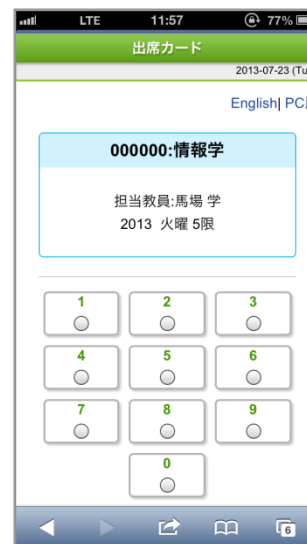 LTE 11:57 77%
出席カード
2013-07-23 (Tu
English| PC
000000:情報学
担当教員:馬場 学
2013 火曜 5限
1 2 3
4 5 6
7 8 9
0
6